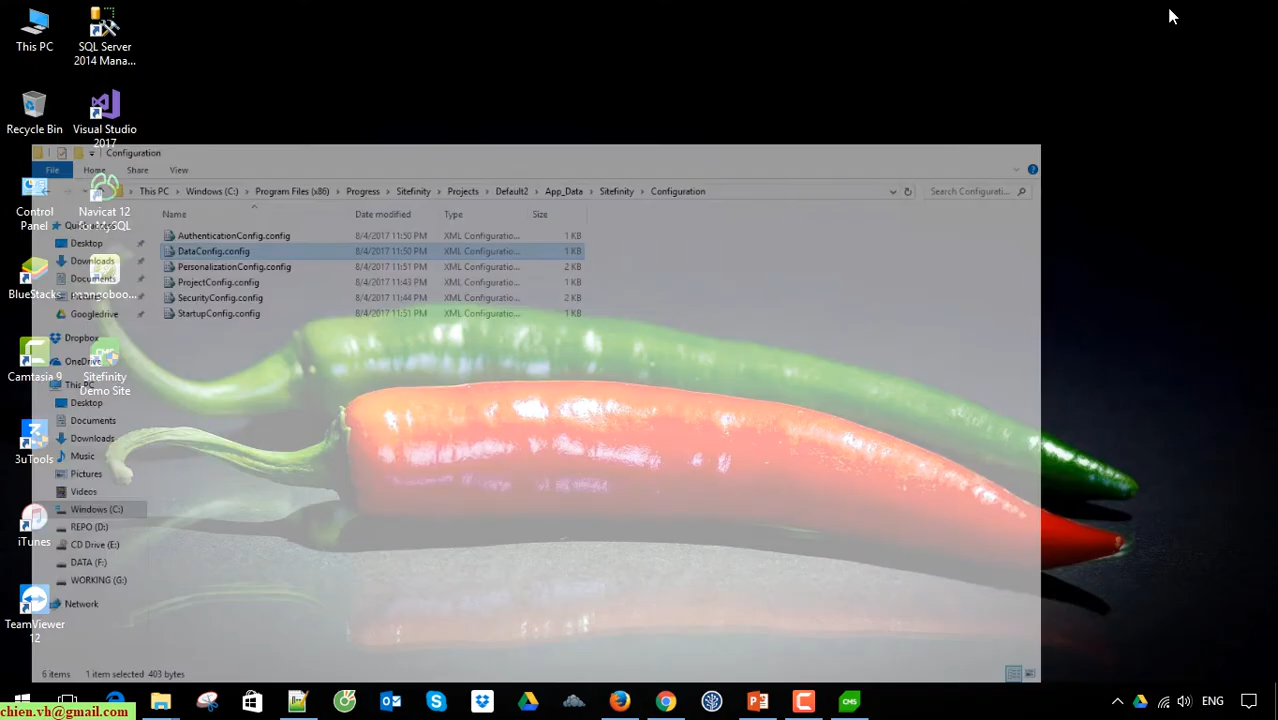 This PC
SQL Server
2014 Mana...
Recycle Bin
Visual Studio
2017
Control
Panel
Navicat 12
for MySQL
BlueStacks
mongoboo...
Camtasia 9
Sitefinity
Demo Site
3uTools
iTunes
TeamViewer
12
Configuration
File Home Share View
This PC Windows (C:) Program Files (x86) Progress Sitefinity Projects Default2 App_Data Sitefinity Configuration
Search Configurati...
Name Date modified Type Size
AuthenticationConfig.config 8/4/2017 11:50 PM XML Configuratio... 1 KB
DataConfig.config 8/4/2017 11:50 PM XML Configuratio... 1 KB
PersonalizationConfig.config 8/4/2017 11:51 PM XML Configuratio... 2 KB
ProjectConfig.config 8/4/2017 11:43 PM XML Configuratio... 1 KB
SecurityConfig.config 8/4/2017 11:44 PM XML Configuratio... 2 KB
StartupConfig.config 8/4/2017 11:51 PM XML Configuratio... 1 KB
Desktop
Downloads
Documents
Googledrive
Dropbox
OneDrive
This PC
Desktop
Documents
Downloads
Music
Pictures
Videos
Windows (C:)
REPO (D:)
CD Drive (E:)
DATA (F:)
WORKING (G:)
Network
6 items 1 item selected 403 bytes
CMS
ENG
chien.vh@gmail.com